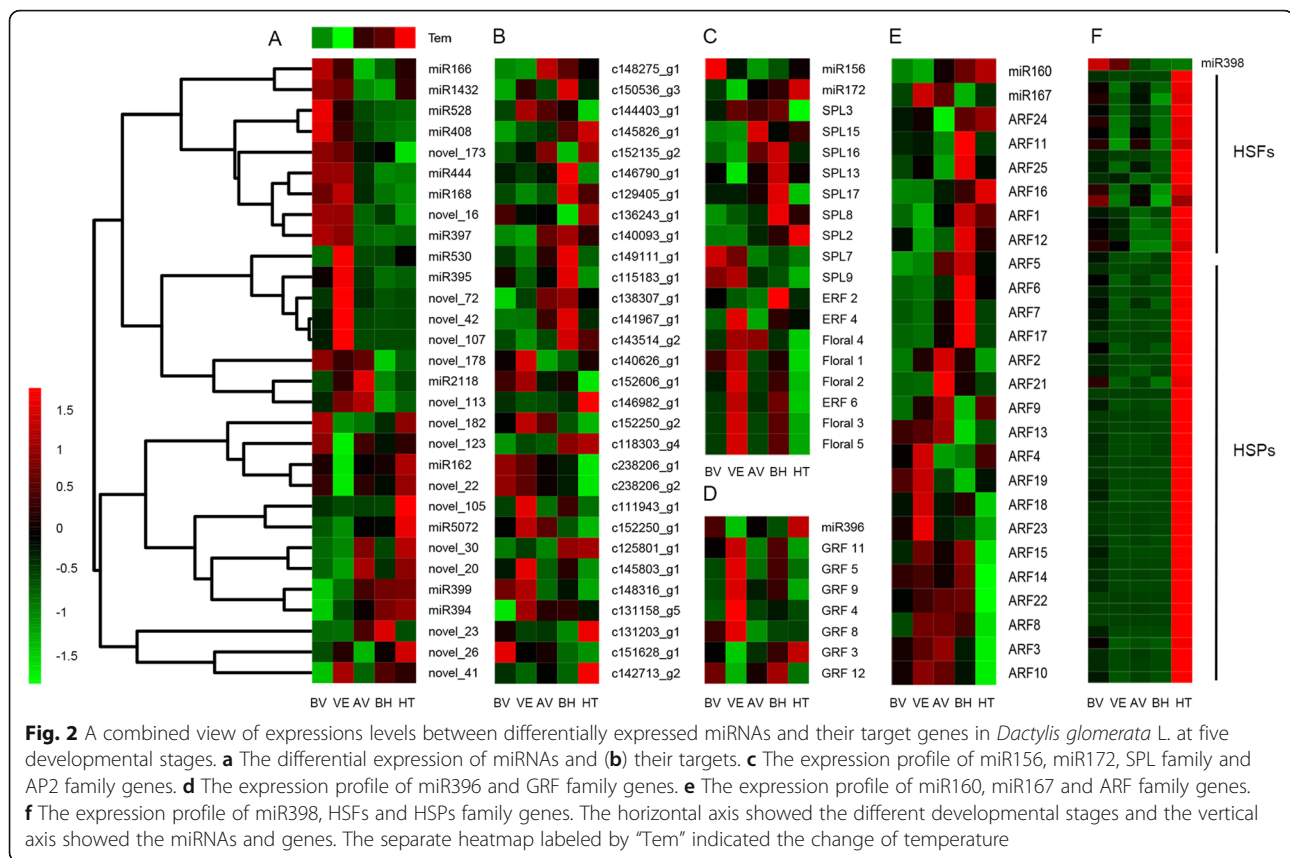 A
Tem
B
C
E
F
miR166
miR1432
miR528
miR408
novel_173
miR444
miR168
novel_16
miR397
miR530
miR395
novel_72
novel_42
novel_107
novel_178
miR2118
novel_113
novel_182
novel_123
miR162
novel_22
novel_105
miR5072
novel_30
novel_20
miR399
miR394
novel_23
novel_26
novel_41
BV VE AV BH HT
1.5
1
0.5
0
-0.5
-1
-1.5
c148275_g1
c150536_g3
c144403_g1
c145826_g1
c152135_g2
c146790_g1
c129405_g1
c136243_g1
c140093_g1
c149111_g1
c115183_g1
c138307_g1
c141967_g1
c143514_g2
c140626_g1
c152606_g1
c146982_g1
c152250_g2
c118303_g4
c238206_g1
c238206_g2
c111943_g1
c152250_g1
c125801_g1
c145803_g1
c148316_g1
c131158_g5
c131203_g1
c151628_g1
c142713_g2
BV VE AV BH HT
miR156
miR172
SPL3
SPL15
SPL16
SPL13
SPL17
SPL8
SPL2
SPL7
SPL9
ERF 2
ERF 4
Floral 4
Floral 1
Floral 2
ERF 6
Floral 3
Floral 5
BV VE AV BH HT
D
miR396
GRF 11
GRF 5
GRF 9
GRF 4
GRF 8
GRF 3
GRF 12
BV VE AV BH HT
miR160
miR167
ARF24
ARF11
ARF25
ARF16
ARF1
ARF12
ARF5
ARF6
ARF7
ARF17
ARF2
ARF21
ARF9
ARF13
ARF4
ARF19
ARF18
ARF23
ARF15
ARF14
ARF22
ARF8
ARF3
ARF10
BV VE AV BH HT
miR398
HSFs
HSPs
BV VE AV BH HT
Fig. 2 A combined view of expressions levels between differentially expressed miRNAs and their target genes in Dactylis glomerata L. at five
developmental stages. a The differential expression of miRNAs and (b) their targets. c The expression profile of miR156, miR172, SPL family and
AP2 family genes. d The expression profile of miR396 and GRF family genes. e The expression profile of miR160, miR167 and ARF family genes.
f The expression profile of miR398, HSFs and HSPs family genes. The horizontal axis showed the different developmental stages and the vertical
axis showed the miRNAs and genes. The separate heatmap labeled by “Tem” indicated the change of temperature